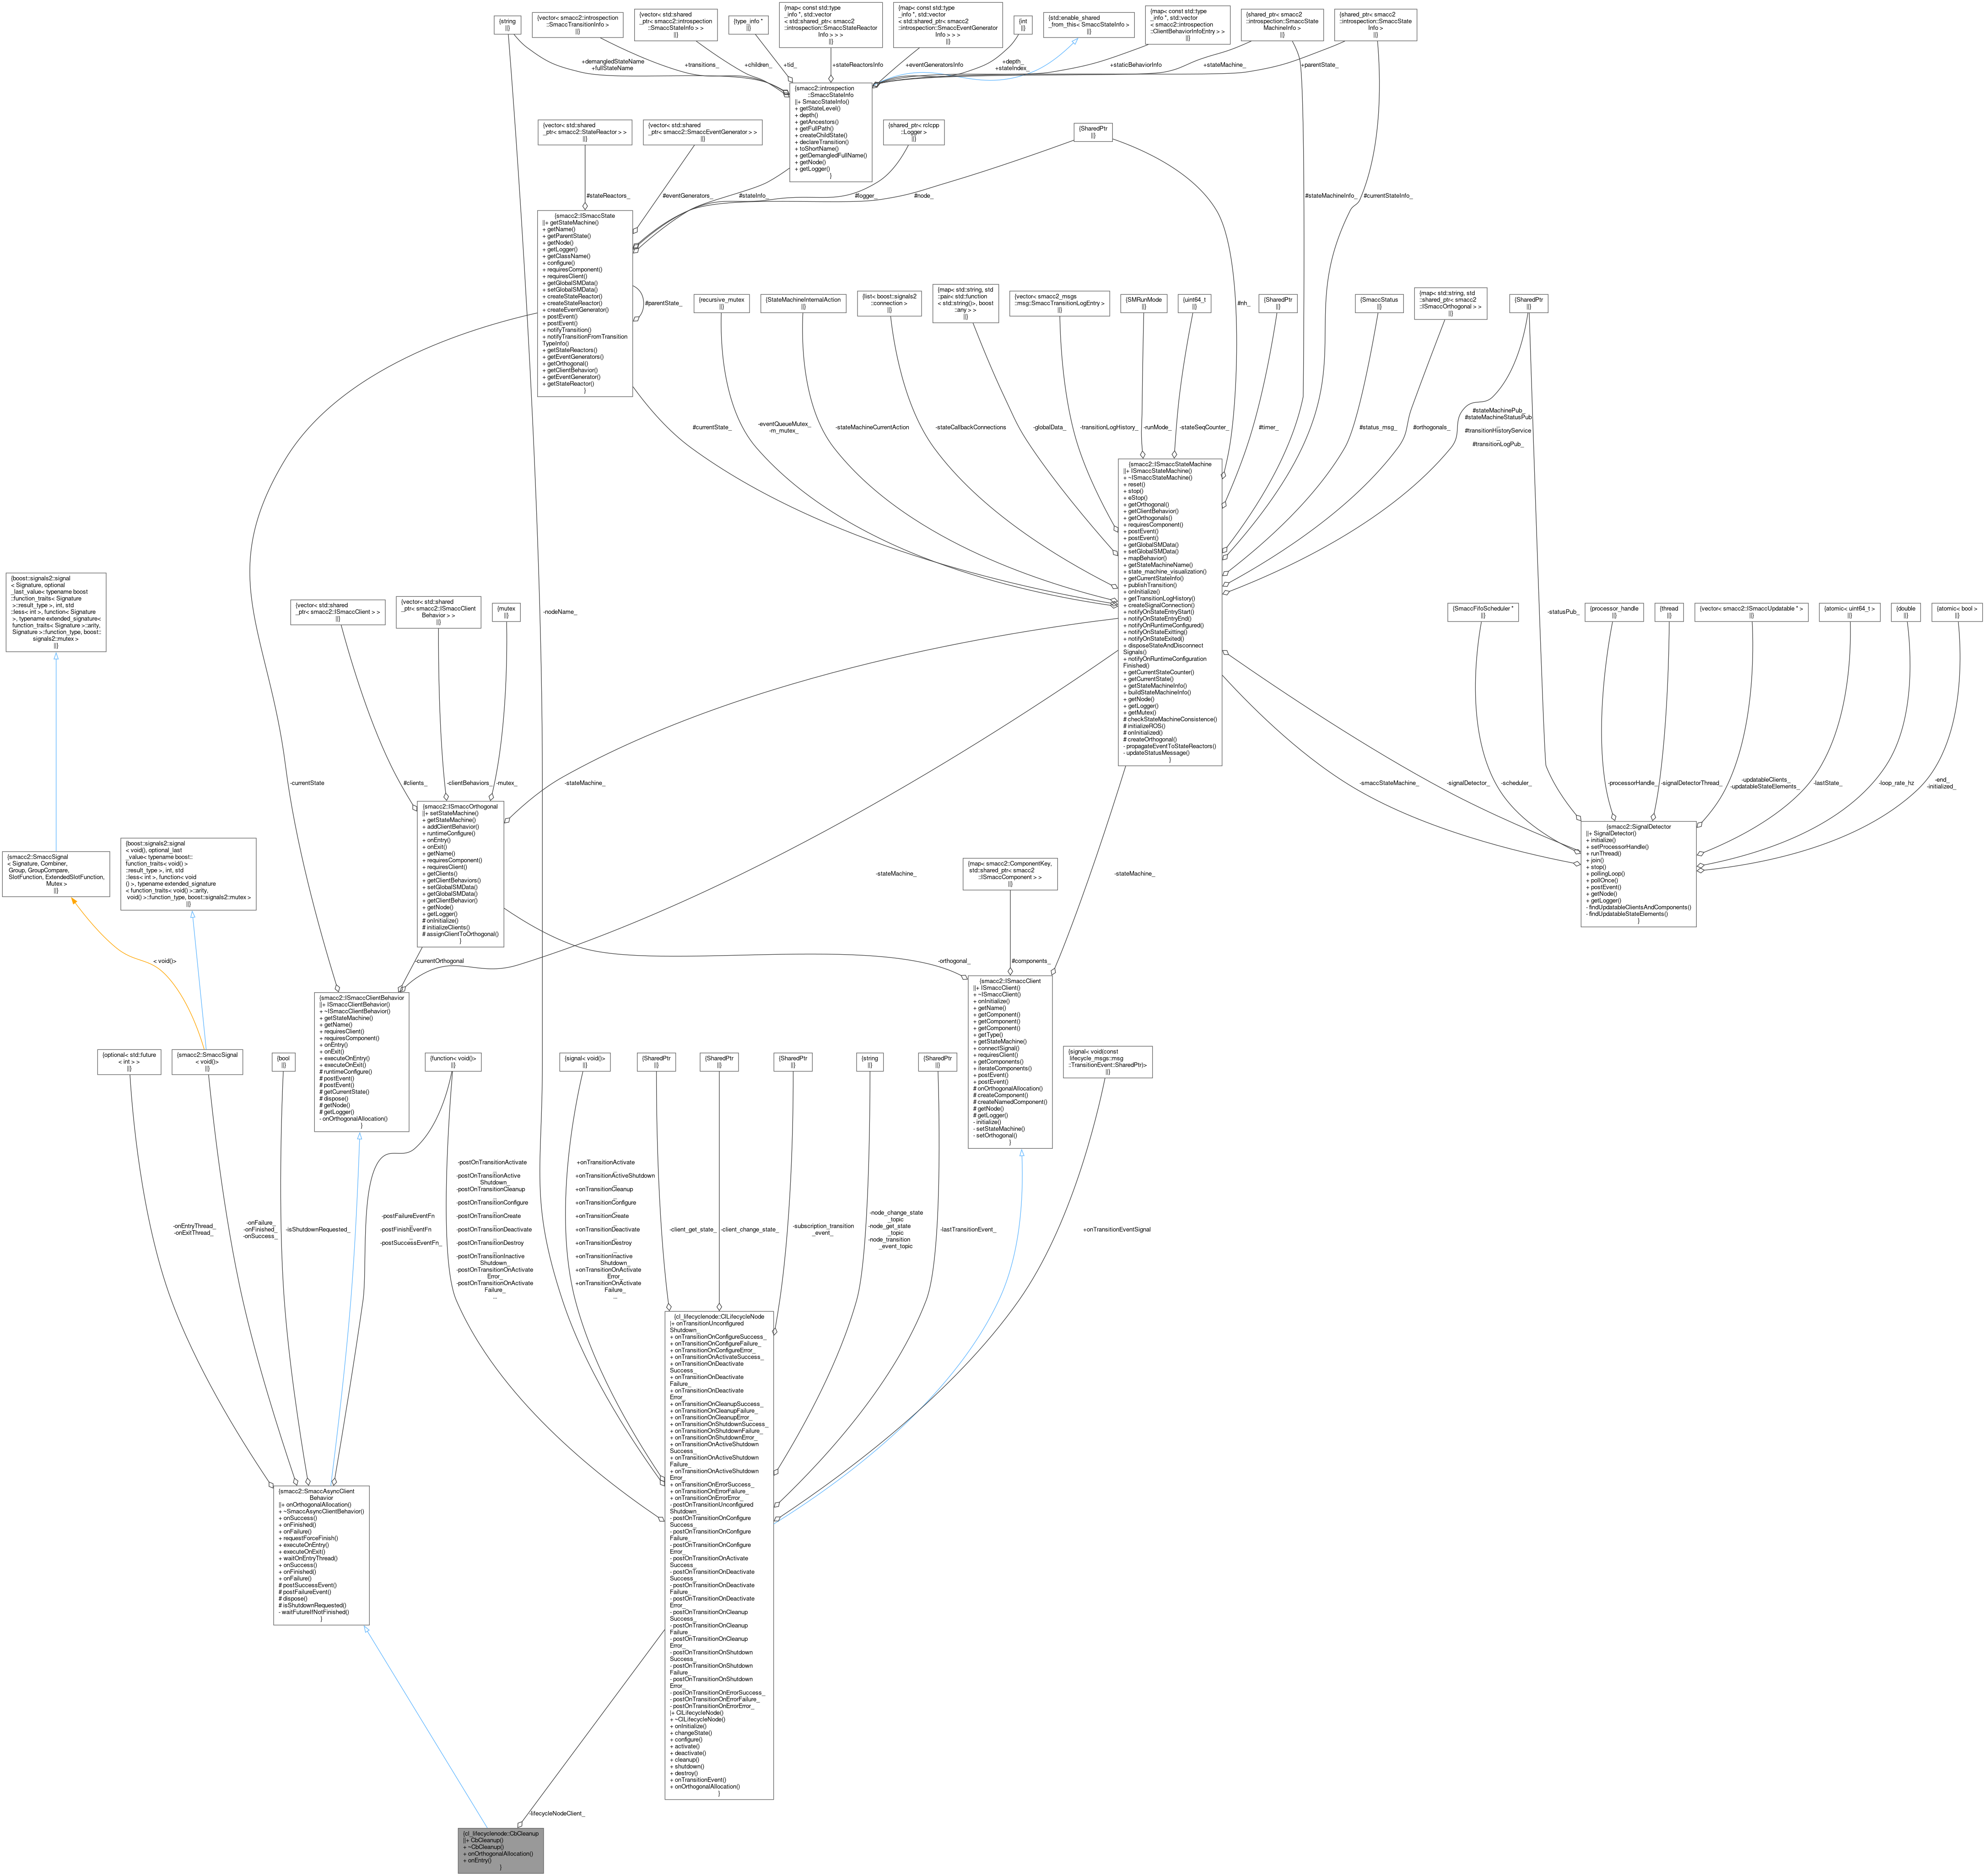 {string
||}
{vector< smacc2::introspection
::SmaccTransitionInfo >
||}
{vector< std::shared
_ptr< smacc2::introspection
::SmaccStateInfo > >
||}
{type_info *
||}
{map< const std::type
_info *, std::vector
< std::shared_ptr< smacc2
::introspection::SmaccStateReactor
Info > > >
||}
{map< const std::type
_info *, std::vector
< std::shared_ptr< smacc2
::introspection::SmaccEventGenerator
Info > > >
||}
{int
||}
{std::enable_shared
_from_this< SmaccStateInfo >
||}
{map< const std::type
_info *, std::vector
< smacc2::introspection
::ClientBehaviorInfoEntry > >
||}
{shared_ptr< smacc2
::introspection::SmaccState
MachineInfo >
||}
{shared_ptr< smacc2
::introspection::SmaccState
Info >
||}
+demangledStateName
+fullStateName
+transitions_
+children_
+tid_
+stateReactorsInfo
+eventGeneratorsInfo
+depth_
+stateIndex_
+staticBehaviorInfo
+stateMachine_
+parentState_
{smacc2::introspection
::SmaccStateInfo
||+ SmaccStateInfo()
+ getStateLevel()
+ depth()
+ getAncestors()
+ getFullPath()
+ createChildState()
+ declareTransition()
+ toShortName()
+ getDemangledFullName()
+ getNode()
+ getLogger()
}
{vector< std::shared
_ptr< smacc2::StateReactor > >
||}
{vector< std::shared
_ptr< smacc2::SmaccEventGenerator > >
||}
{shared_ptr< rclcpp
::Logger >
||}
{SharedPtr
||}
#stateReactors_
#eventGenerators_
#stateInfo_
#logger_
#node_
#stateMachineInfo_
#currentStateInfo_
{smacc2::ISmaccState
||+ getStateMachine()
+ getName()
+ getParentState()
+ getNode()
+ getLogger()
+ getClassName()
+ configure()
+ requiresComponent()
+ requiresClient()
+ getGlobalSMData()
+ setGlobalSMData()
+ createStateReactor()
+ createStateReactor()
+ createEventGenerator()
+ postEvent()
+ postEvent()
+ notifyTransition()
+ notifyTransitionFromTransition
TypeInfo()
+ getStateReactors()
+ getEventGenerators()
+ getOrthogonal()
+ getClientBehavior()
+ getEventGenerator()
+ getStateReactor()
}
#parentState_
#nh_
{recursive_mutex
||}
{StateMachineInternalAction
||}
{list< boost::signals2
::connection >
||}
{map< std::string, std
::pair< std::function
< std::string()>, boost
::any > >
||}
{vector< smacc2_msgs
::msg::SmaccTransitionLogEntry >
||}
{SMRunMode
||}
{uint64_t
||}
{SharedPtr
||}
{SmaccStatus
||}
{map< std::string, std
::shared_ptr< smacc2
::ISmaccOrthogonal > >
||}
{SharedPtr
||}
#currentState_
-eventQueueMutex_
-m_mutex_
-stateMachineCurrentAction
-stateCallbackConnections
-globalData_
-transitionLogHistory_
-runMode_
-stateSeqCounter_
#timer_
#status_msg_
#orthogonals_
#stateMachinePub_
#stateMachineStatusPub
_
#transitionHistoryService
_
#transitionLogPub_
{smacc2::ISmaccStateMachine
||+ ISmaccStateMachine()
+ ~ISmaccStateMachine()
+ reset()
+ stop()
+ eStop()
+ getOrthogonal()
+ getClientBehavior()
+ getOrthogonals()
+ requiresComponent()
+ postEvent()
+ postEvent()
+ getGlobalSMData()
+ setGlobalSMData()
+ mapBehavior()
+ getStateMachineName()
+ state_machine_visualization()
+ getCurrentStateInfo()
+ publishTransition()
+ onInitialize()
+ getTransitionLogHistory()
+ createSignalConnection()
+ notifyOnStateEntryStart()
+ notifyOnStateEntryEnd()
+ notifyOnRuntimeConfigured()
+ notifyOnStateExitting()
+ notifyOnStateExited()
+ disposeStateAndDisconnect
Signals()
+ notifyOnRuntimeConfiguration
Finished()
+ getCurrentStateCounter()
+ getCurrentState()
+ getStateMachineInfo()
+ buildStateMachineInfo()
+ getNode()
+ getLogger()
+ getMutex()
# checkStateMachineConsistence()
# initializeROS()
# onInitialized()
# createOrthogonal()
- propagateEventToStateReactors()
- updateStatusMessage()
}
{boost::signals2::signal
< Signature, optional
_last_value< typename boost
::function_traits< Signature
>::result_type >, int, std
::less< int >, function< Signature
>, typename extended_signature<
function_traits< Signature >::arity,
Signature >::function_type, boost::
signals2::mutex >
||}
{vector< std::shared
_ptr< smacc2::ISmaccClient > >
||}
{vector< std::shared
_ptr< smacc2::ISmaccClient
Behavior > >
||}
{mutex
||}
-nodeName_
-statusPub_
{SmaccFifoScheduler *
||}
{processor_handle
||}
{thread
||}
{vector< smacc2::ISmaccUpdatable * >
||}
{atomic< uint64_t >
||}
{double
||}
{atomic< bool >
||}
-currentState
#clients_
-clientBehaviors_
-mutex_
-stateMachine_
-smaccStateMachine_
-signalDetector_
-scheduler_
-processorHandle_
-signalDetectorThread_
-updatableClients_
-updatableStateElements_
-lastState_
-loop_rate_hz
-end_
-initialized_
{smacc2::ISmaccOrthogonal
||+ setStateMachine()
+ getStateMachine()
+ addClientBehavior()
+ runtimeConfigure()
+ onEntry()
+ onExit()
+ getName()
+ requiresComponent()
+ requiresClient()
+ getClients()
+ getClientBehaviors()
+ setGlobalSMData()
+ getGlobalSMData()
+ getClientBehavior()
+ getNode()
+ getLogger()
# onInitialize()
# initializeClients()
# assignClientToOrthogonal()
}
{smacc2::SignalDetector
||+ SignalDetector()
+ initialize()
+ setProcessorHandle()
+ runThread()
+ join()
+ stop()
+ pollingLoop()
+ pollOnce()
+ postEvent()
+ getNode()
+ getLogger()
- findUpdatableClientsAndComponents()
- findUpdatableStateElements()
}
{smacc2::SmaccSignal
< Signature, Combiner,
Group, GroupCompare,
SlotFunction, ExtendedSlotFunction,
Mutex >
||}
{boost::signals2::signal
< void(), optional_last
_value< typename boost::
function_traits< void() >
::result_type >, int, std
::less< int >, function< void
() >, typename extended_signature
< function_traits< void() >::arity,
void() >::function_type, boost::signals2::mutex >
||}
{map< smacc2::ComponentKey,
std::shared_ptr< smacc2
::ISmaccComponent > >
||}
-stateMachine_
-stateMachine_
< void()>
-currentOrthogonal
-orthogonal_
#components_
{smacc2::ISmaccClientBehavior
||+ ISmaccClientBehavior()
+ ~ISmaccClientBehavior()
+ getStateMachine()
+ getName()
+ requiresClient()
+ requiresComponent()
+ onEntry()
+ onExit()
+ executeOnEntry()
+ executeOnExit()
# runtimeConfigure()
# postEvent()
# postEvent()
# getCurrentState()
# dispose()
# getNode()
# getLogger()
- onOrthogonalAllocation()
}
{smacc2::ISmaccClient
||+ ISmaccClient()
+ ~ISmaccClient()
+ onInitialize()
+ getName()
+ getComponent()
+ getComponent()
+ getComponent()
+ getType()
+ getStateMachine()
+ connectSignal()
+ requiresClient()
+ getComponents()
+ iterateComponents()
+ postEvent()
+ postEvent()
# onOrthogonalAllocation()
# createComponent()
# createNamedComponent()
# getNode()
# getLogger()
- initialize()
- setStateMachine()
- setOrthogonal()
}
{optional< std::future
< int > >
||}
{smacc2::SmaccSignal
< void()>
||}
{bool
||}
{function< void()>
||}
{signal< void()>
||}
{SharedPtr
||}
{SharedPtr
||}
{SharedPtr
||}
{string
||}
{SharedPtr
||}
{signal< void(const
lifecycle_msgs::msg
::TransitionEvent::SharedPtr)>
||}
-onEntryThread_
-onExitThread_
-onFailure_
-onFinished_
-onSuccess_
-isShutdownRequested_
-postFailureEventFn
_
-postFinishEventFn
_
-postSuccessEventFn_
-postOnTransitionActivate
_
-postOnTransitionActive
Shutdown_
-postOnTransitionCleanup
_
-postOnTransitionConfigure
_
-postOnTransitionCreate
_
-postOnTransitionDeactivate
_
-postOnTransitionDestroy
_
-postOnTransitionInactive
Shutdown_
-postOnTransitionOnActivate
Error_
-postOnTransitionOnActivate
Failure_
...
+onTransitionActivate
_
+onTransitionActiveShutdown
_
+onTransitionCleanup
_
+onTransitionConfigure
_
+onTransitionCreate
_
+onTransitionDeactivate
_
+onTransitionDestroy
_
+onTransitionInactive
Shutdown_
+onTransitionOnActivate
Error_
+onTransitionOnActivate
Failure_
...
-client_get_state_
-client_change_state_
-subscription_transition
_event_
-node_change_state
_topic
-node_get_state
_topic
-node_transition
_event_topic
-lastTransitionEvent_
+onTransitionEventSignal
{cl_lifecyclenode::ClLifecycleNode
|+ onTransitionUnconfigured
Shutdown_
+ onTransitionOnConfigureSuccess_
+ onTransitionOnConfigureFailure_
+ onTransitionOnConfigureError_
+ onTransitionOnActivateSuccess_
+ onTransitionOnDeactivate
Success_
+ onTransitionOnDeactivate
Failure_
+ onTransitionOnDeactivate
Error_
+ onTransitionOnCleanupSuccess_
+ onTransitionOnCleanupFailure_
+ onTransitionOnCleanupError_
+ onTransitionOnShutdownSuccess_
+ onTransitionOnShutdownFailure_
+ onTransitionOnShutdownError_
+ onTransitionOnActiveShutdown
Success_
+ onTransitionOnActiveShutdown
Failure_
+ onTransitionOnActiveShutdown
Error_
+ onTransitionOnErrorSuccess_
+ onTransitionOnErrorFailure_
+ onTransitionOnErrorError_
- postOnTransitionUnconfigured
Shutdown_
- postOnTransitionOnConfigure
Success_
- postOnTransitionOnConfigure
Failure_
- postOnTransitionOnConfigure
Error_
- postOnTransitionOnActivate
Success_
- postOnTransitionOnDeactivate
Success_
- postOnTransitionOnDeactivate
Failure_
- postOnTransitionOnDeactivate
Error_
- postOnTransitionOnCleanup
Success_
- postOnTransitionOnCleanup
Failure_
- postOnTransitionOnCleanup
Error_
- postOnTransitionOnShutdown
Success_
- postOnTransitionOnShutdown
Failure_
- postOnTransitionOnShutdown
Error_
- postOnTransitionOnErrorSuccess_
- postOnTransitionOnErrorFailure_
- postOnTransitionOnErrorError_
|+ ClLifecycleNode()
+ ~ClLifecycleNode()
+ onInitialize()
+ changeState()
+ configure()
+ activate()
+ deactivate()
+ cleanup()
+ shutdown()
+ destroy()
+ onTransitionEvent()
+ onOrthogonalAllocation()
}
{smacc2::SmaccAsyncClient
Behavior
||+ onOrthogonalAllocation()
+ ~SmaccAsyncClientBehavior()
+ onSuccess()
+ onFinished()
+ onFailure()
+ requestForceFinish()
+ executeOnEntry()
+ executeOnExit()
+ waitOnEntryThread()
+ onSuccess()
+ onFinished()
+ onFailure()
# postSuccessEvent()
# postFailureEvent()
# dispose()
# isShutdownRequested()
- waitFutureIfNotFinished()
}
-lifecycleNodeClient_
{cl_lifecyclenode::CbCleanup
||+ CbCleanup()
+ ~CbCleanup()
+ onOrthogonalAllocation()
+ onEntry()
}